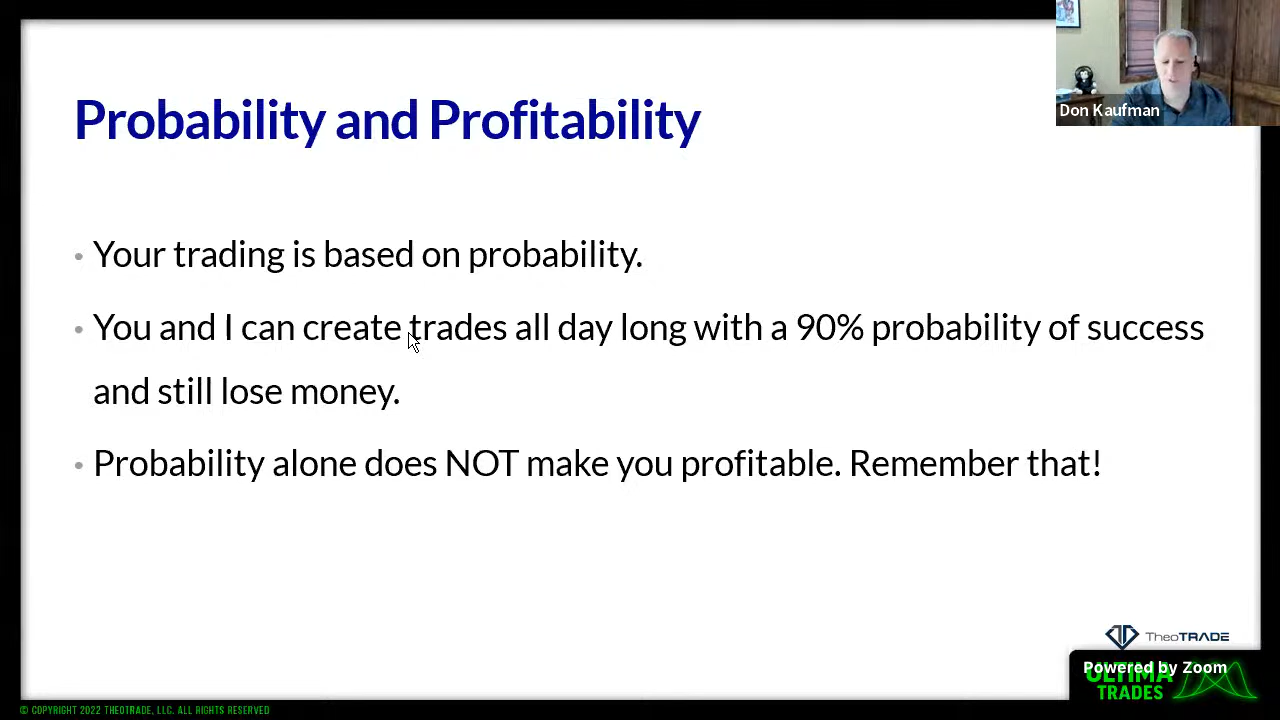 Don Kaufman
Probability and Profitability
• Your trading is based on probability.
• You and I can create trades all day long with a 90% probability of success
and still lose money.
• Probability alone does NOT make you profitable. Remember that!
TheoTRADE
Powered by Zoom
ULTIMA
TRADES
© COPYRIGHT 2022 THEOTRADE, LLC. ALL RIGHTS RESERVED